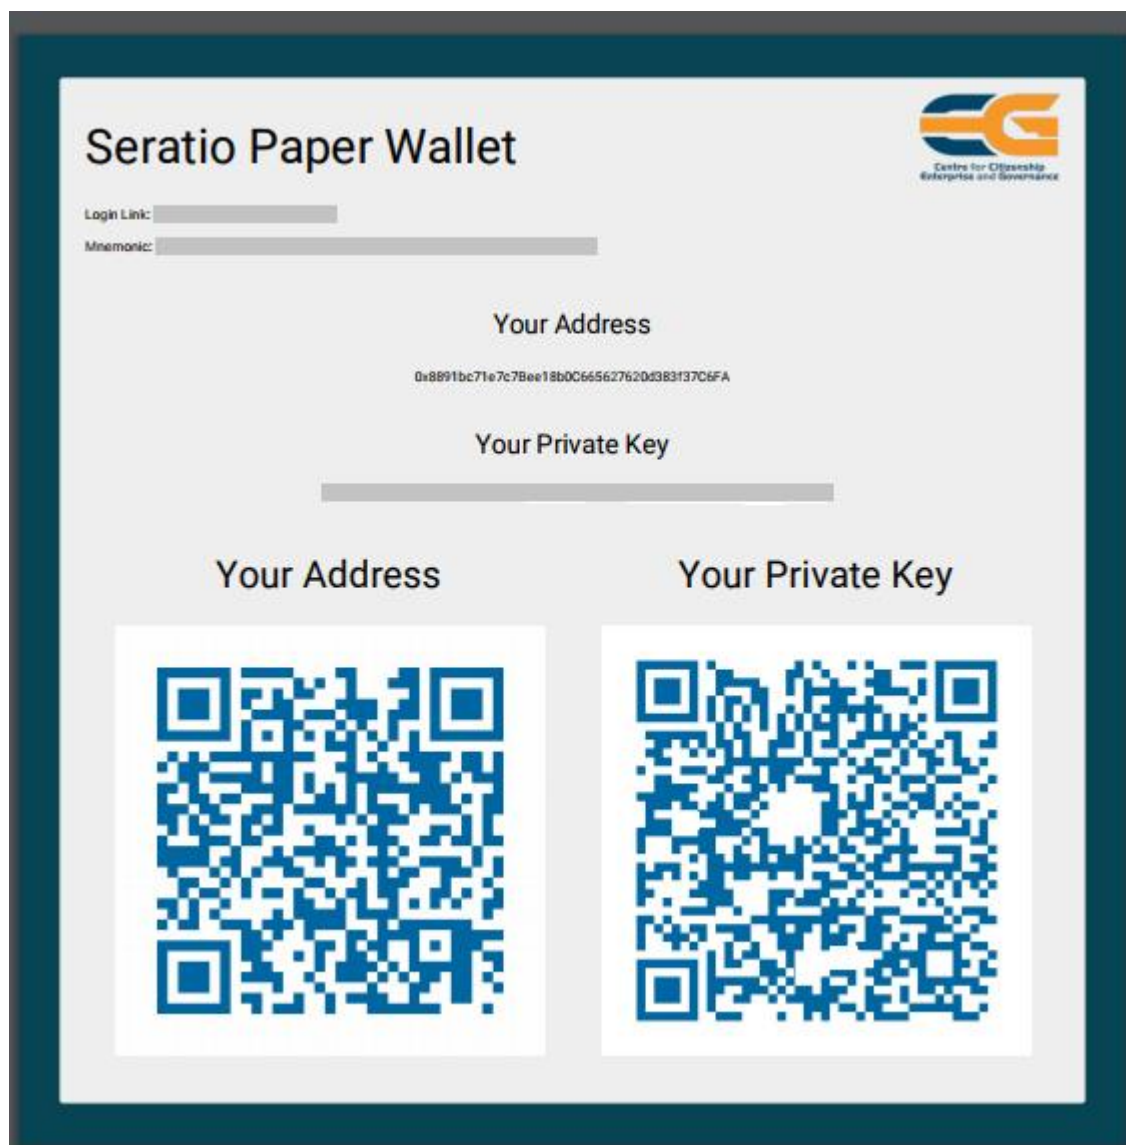 Seratio Paper Wallet
Centre for Citizenship
Enterprise and Governance
Login Link:
Mnemonic:
Your Address
0x8891bc71e7c7Bee18b0C665627620d383f37C6FA
Your Private Key
Your Address
Your Private Key